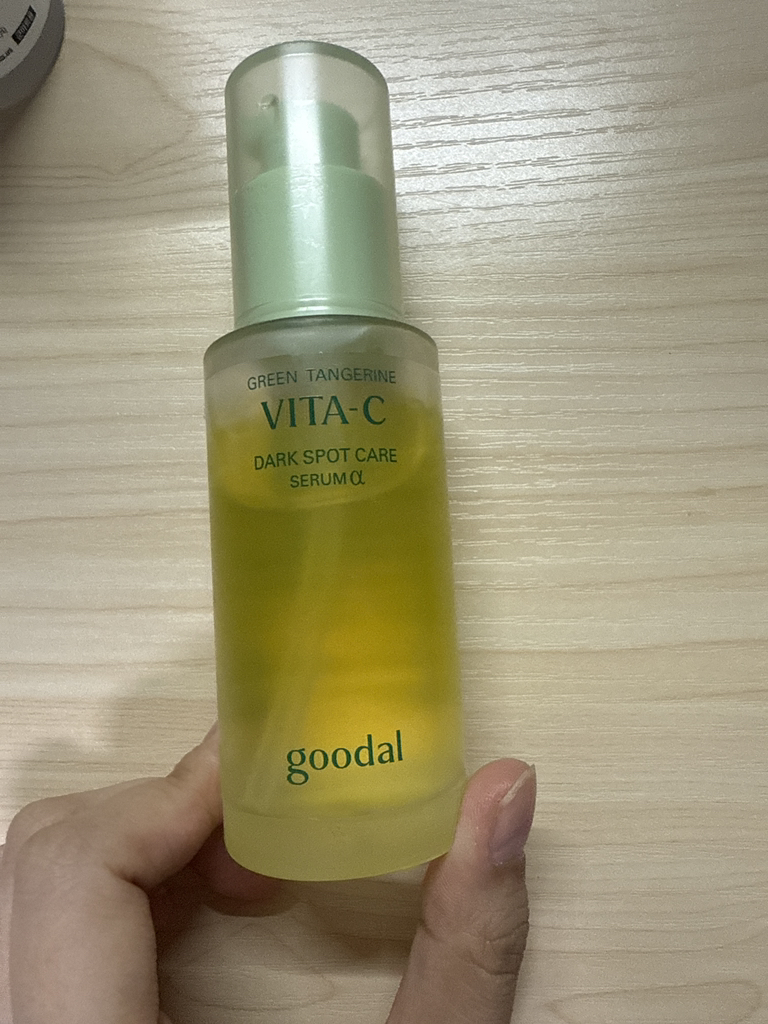 GREEN TANGERINE
VITA-C
DARK SPOT CARE
SERUM α
goodal